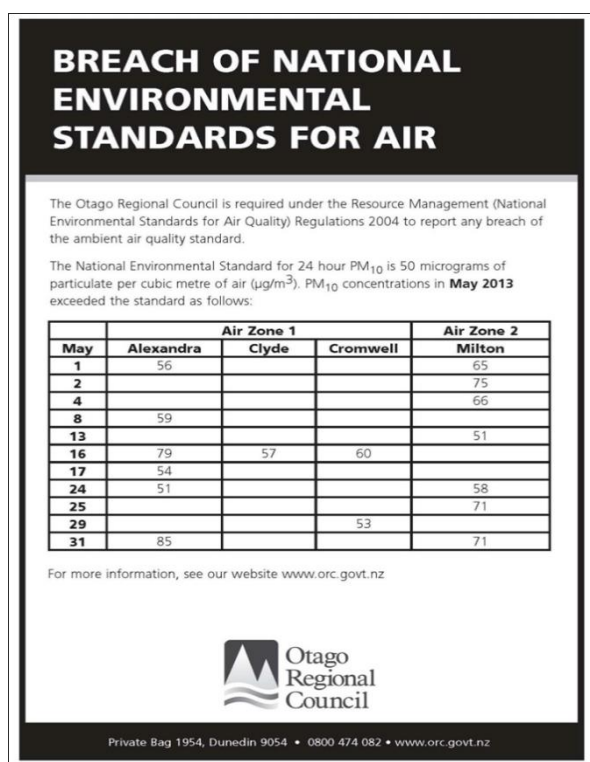 BREACH OF NATIONAL
ENVIRONMENTAL
STANDARDS FOR AIR
The Otago Regional Council is required under the Resource Management (National
Environmental Standards for Air Quality) Regulations 2004 to report any breach of
the ambient air quality standard.
The National Environmental Standard for 24 hour PM10 is 50 micrograms of
particulate per cubic metre of air (µg/m3). PM10 concentrations in May 2013
exceeded the standard as follows:
Air Zone 1 Air Zone 2
May Alexandra Clyde Cromwell Milton
1 56 65
2 75
4 66
8 59
13 51
16 79 57 60
17 54
24 51 58
25 71
29 53
31 85 71
For more information, see our website www.orc.govt.nz
Otago
Regional
Council
Private Bag 1954, Dunedin 9054 • 0800 474 082 • www.orc.govt.nz